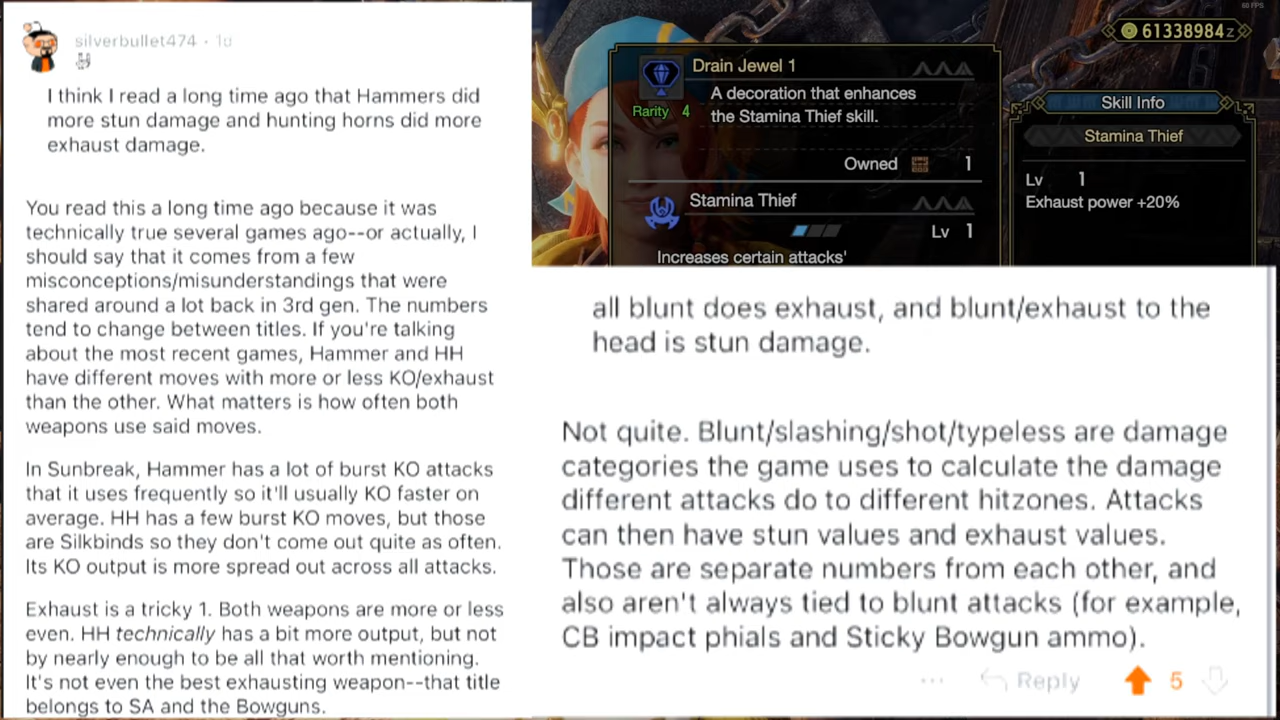 silverbullet474 · 1d
I think I read a long time ago that Hammers did
more stun damage and hunting horns did more
exhaust damage.
You read this a long time ago because it was
technically true several games ago--or actually, I
should say that it comes from a few
misconceptions/misunderstandings that were
shared around a lot back in 3rd gen. The numbers
tend to change between titles. If you're talking
about the most recent games, Hammer and HH
have different moves with more or less KO/exhaust
than the other. What matters is how often both
weapons use said moves.
In Sunbreak, Hammer has a lot of burst KO attacks
that it uses frequently so it'll usually KO faster on
average. HH has a few burst KO moves, but those
are Silkbinds so they don't come out quite as often.
Its KO output is more spread out across all attacks.
Exhaust is a tricky 1. Both weapons are more or less
even. HH technically has a bit more output, but not
by nearly enough to be all that worth mentioning.
It's not even the best exhausting weapon--that title
belongs to SA and the Bowguns.
60 FPS
61338984z
Drain Jewel 1
Rarity 4
A decoration that enhances
the Stamina Thief skill.
Owned 1
Stamina Thief
Lv 1
Increases certain attacks'
Skill Info
Stamina Thief
Lv 1
Exhaust power +20%
all blunt does exhaust, and blunt/exhaust to the
head is stun damage.
Not quite. Blunt/slashing/shot/typeless are damage
categories the game uses to calculate the damage
different attacks do to different hitzones. Attacks
can then have stun values and exhaust values.
Those are separate numbers from each other, and
also aren't always tied to blunt attacks (for example,
CB impact phials and Sticky Bowgun ammo).
... Reply 5